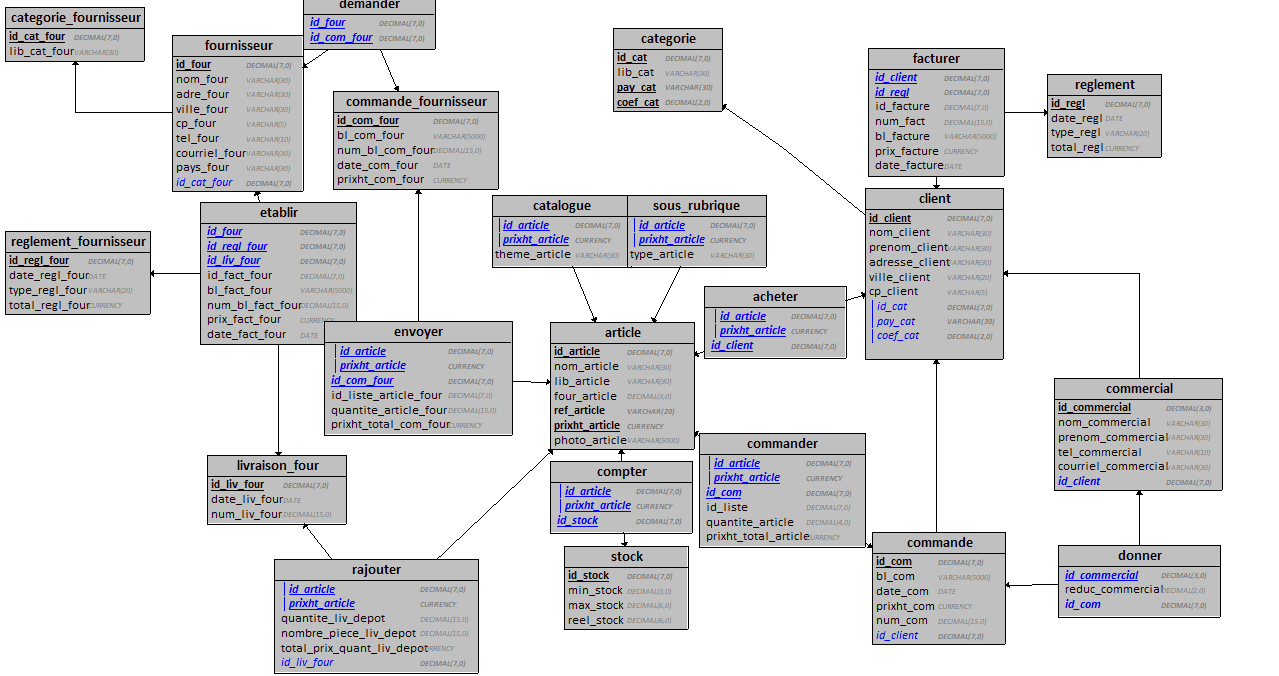 categorie_fournisseur
id_cat_four DECIMAL(7,0)
lib_cat_four VARCHAR(30)
fournisseur
id_four DECIMAL(7,0)
nom_four VARCHAR(30)
adre_four VARCHAR(30)
ville_four VARCHAR(30)
cp_four VARCHAR(5)
tel_four VARCHAR(10)
courriel_four VARCHAR(30)
pays_four VARCHAR(30)
id_cat_four DECIMAL(7,0)
demander
id_four DECIMAL(7,0)
id_com_four DECIMAL(7,0)
commande_fournisseur
id_com_four DECIMAL(7,0)
bl_com_four VARCHAR(5000)
num_bl_com_four DECIMAL(15,0)
date_com_four DATE
prixht_com_four CURRENCY
categorie
id_cat DECIMAL(7,0)
lib_cat VARCHAR(30)
pay_cat VARCHAR(30)
coef_cat DECIMAL(2,0)
facturer
id_client DECIMAL(7,0)
id_regl DECIMAL(7,0)
id_facture DECIMAL(7,0)
num_fact DECIMAL(15,0)
bl_facture VARCHAR(5000)
prix_facture CURRENCY
date_facture DATE
reglement
id_regl DECIMAL(7,0)
date_regl DATE
type_regl VARCHAR(20)
total_regl CURRENCY
reglement_fournisseur
id_regl_four DECIMAL(7,0)
date_regl_four DATE
type_regl_four VARCHAR(20)
total_regl_four CURRENCY
etablir
id_four DECIMAL(7,0)
id_regl_four DECIMAL(7,0)
id_liv_four DECIMAL(7,0)
id_fact_four DECIMAL(7,0)
bl_fact_four VARCHAR(5000)
num_bl_fact_four DECIMAL(15,0)
prix_fact_four CURRENCY
date_fact_four DATE
catalogue
id_article DECIMAL(7,0)
prixht_article CURRENCY
theme_article VARCHAR(30)
sous_rubrique
id_article DECIMAL(7,0)
prixht_article CURRENCY
type_article VARCHAR(30)
client
id_client DECIMAL(7,0)
nom_client VARCHAR(30)
prenom_client VARCHAR(30)
adresse_client VARCHAR(30)
ville_client VARCHAR(20)
cp_client VARCHAR(5)
id_cat DECIMAL(7,0)
pay_cat VARCHAR(30)
coef_cat DECIMAL(2,0)
acheter
id_article DECIMAL(7,0)
prixht_article CURRENCY
id_client DECIMAL(7,0)
envoyer
id_article DECIMAL(7,0)
prixht_article CURRENCY
id_com_four DECIMAL(7,0)
id_liste_article_four DECIMAL(7,0)
quantite_article_four DECIMAL(15,0)
prixht_total_com_four CURRENCY
article
id_article DECIMAL(7,0)
nom_article VARCHAR(30)
lib_article VARCHAR(30)
four_article DECIMAL(3,0)
ref_article VARCHAR(20)
prixht_article CURRENCY
photo_article VARCHAR(5000)
commercial
id_commercial DECIMAL(3,0)
nom_commercial VARCHAR(30)
prenom_commercial VARCHAR(30)
tel_commercial VARCHAR(10)
courriel_commercial VARCHAR(30)
id_client DECIMAL(7,0)
livraison_four
id_liv_four DECIMAL(7,0)
date_liv_four DATE
num_liv_four DECIMAL(15,0)
compter
id_article DECIMAL(7,0)
prixht_article CURRENCY
id_stock DECIMAL(7,0)
commander
id_article DECIMAL(7,0)
prixht_article CURRENCY
id_com DECIMAL(7,0)
id_liste DECIMAL(7,0)
quantite_article DECIMAL(4,0)
prixht_total_article CURRENCY
stock
id_stock DECIMAL(7,0)
min_stock DECIMAL(3,0)
max_stock DECIMAL(6,0)
reel_stock DECIMAL(6,0)
commande
id_com DECIMAL(7,0)
bl_com VARCHAR(5000)
date_com DATE
prixht_com CURRENCY
num_com DECIMAL(15,0)
id_client DECIMAL(7,0)
donner
id_commercial DECIMAL(3,0)
reduc_commercial DECIMAL(2,0)
id_com DECIMAL(7,0)
rajouter
id_article DECIMAL(7,0)
prixht_article CURRENCY
quantite_liv_depot DECIMAL(15,0)
nombre_piece_liv_depot DECIMAL(15,0)
total_prix_quant_liv_depot CURRENCY
id_liv_four DECIMAL(7,0)